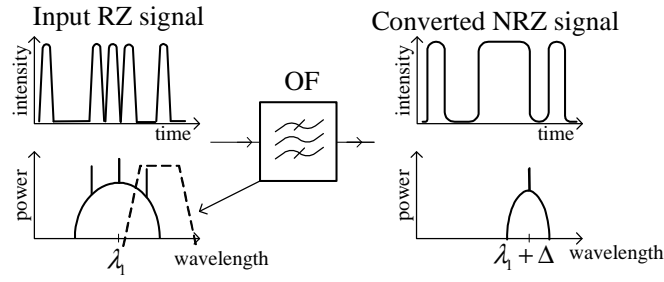 Input RZ signal
Converted NRZ signal
intensity
time
OF
intensity
time
power
λ₁
wavelength
power
λ₁ + Δ
wavelength